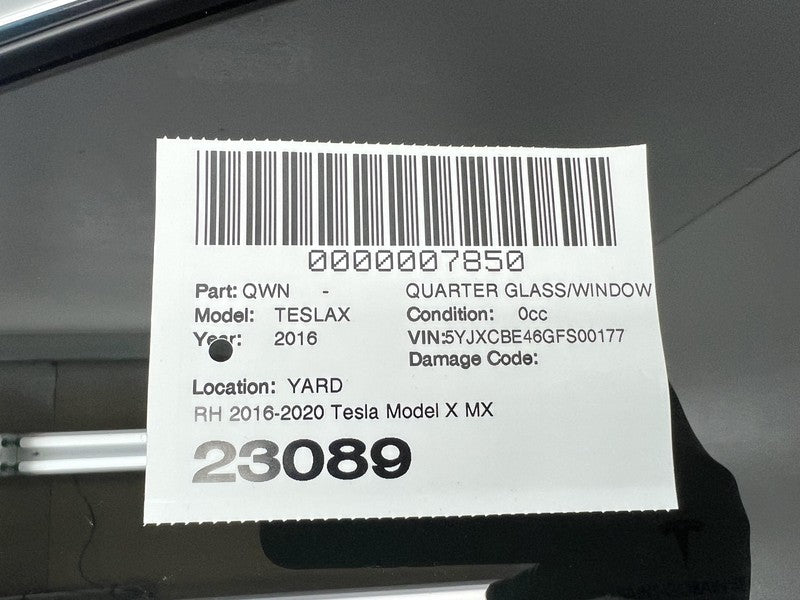 0000007850
Part: QWN - QUARTER GLASS/WINDOW
Model: TESLAX Condition: 0cc
Year: 2016 VIN:5YJXCBE46GFS00177
Damage Code:
Location: YARD
RH 2016-2020 Tesla Model X MX
23089